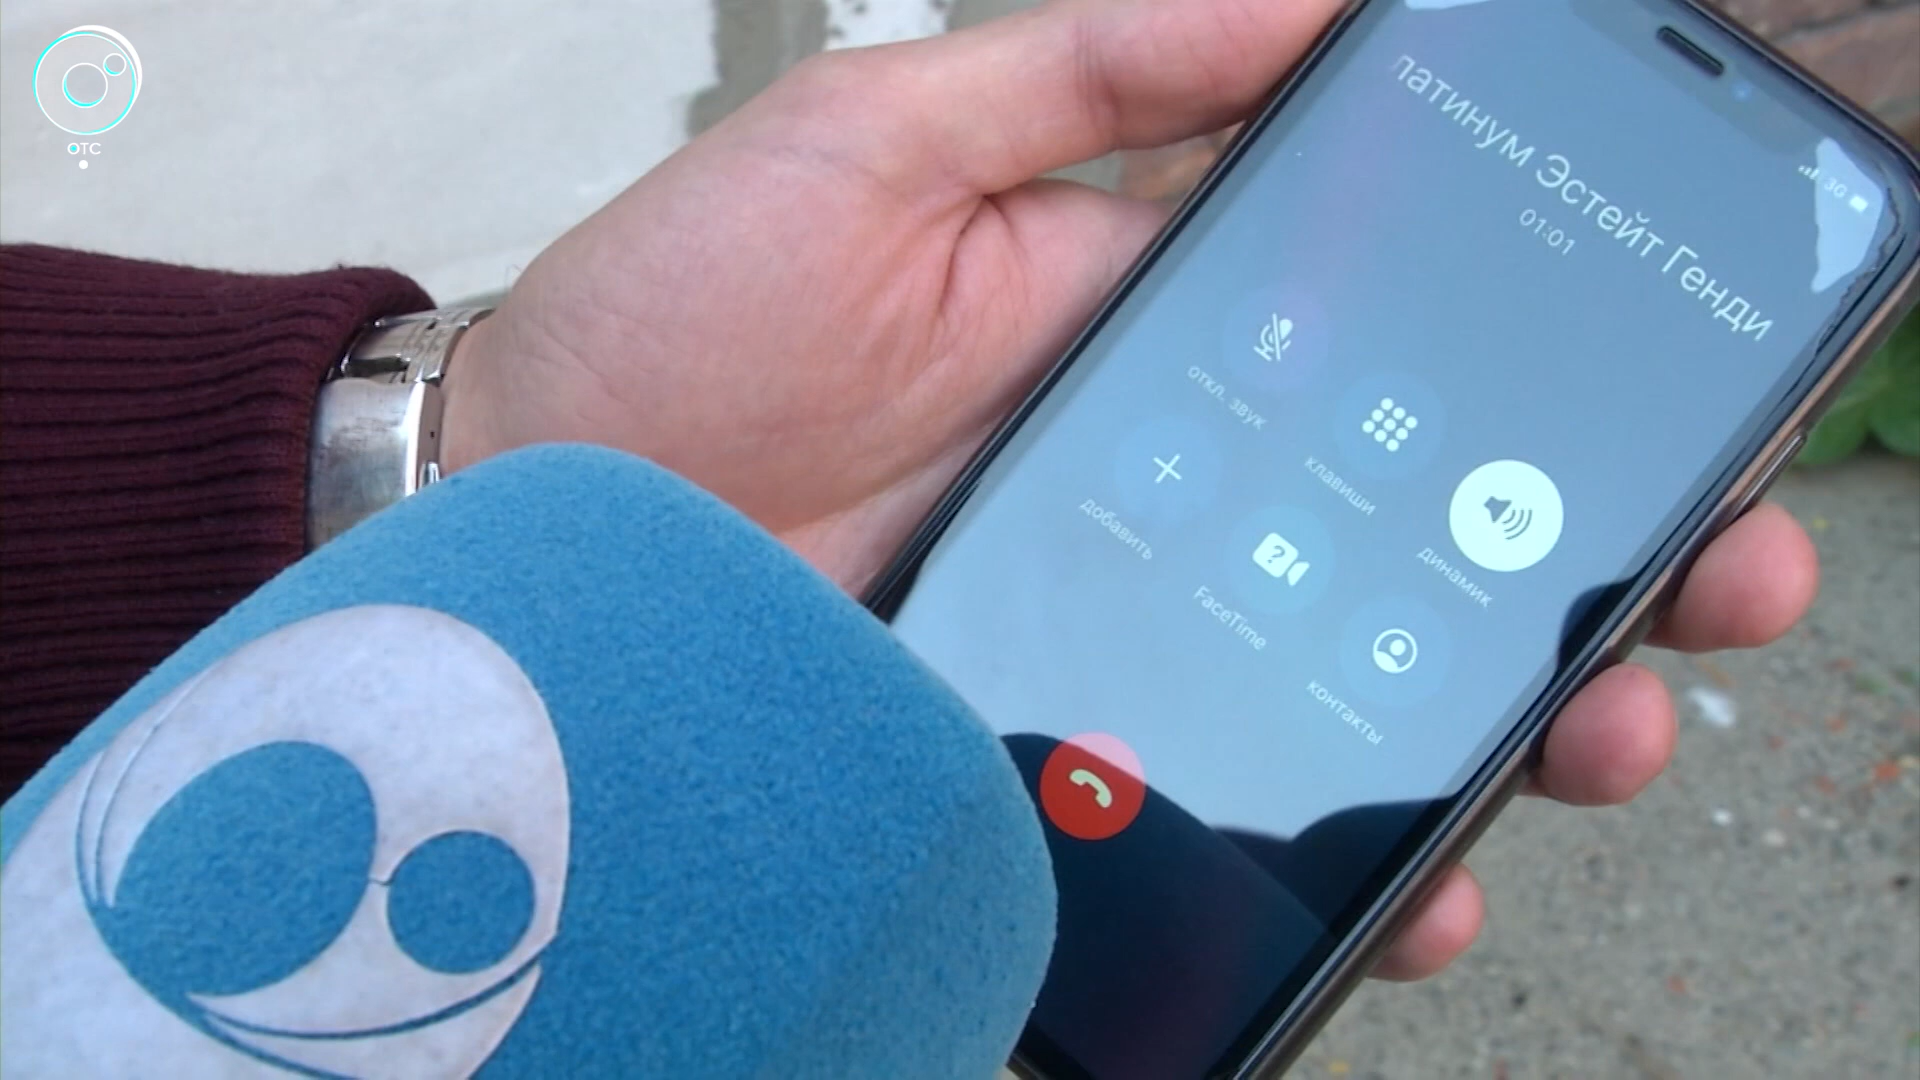 ОТС
3G
латинум Эстейт Генди
01:01
откл. звук
клавиши
динамик
добавить
FaceTime
контакты